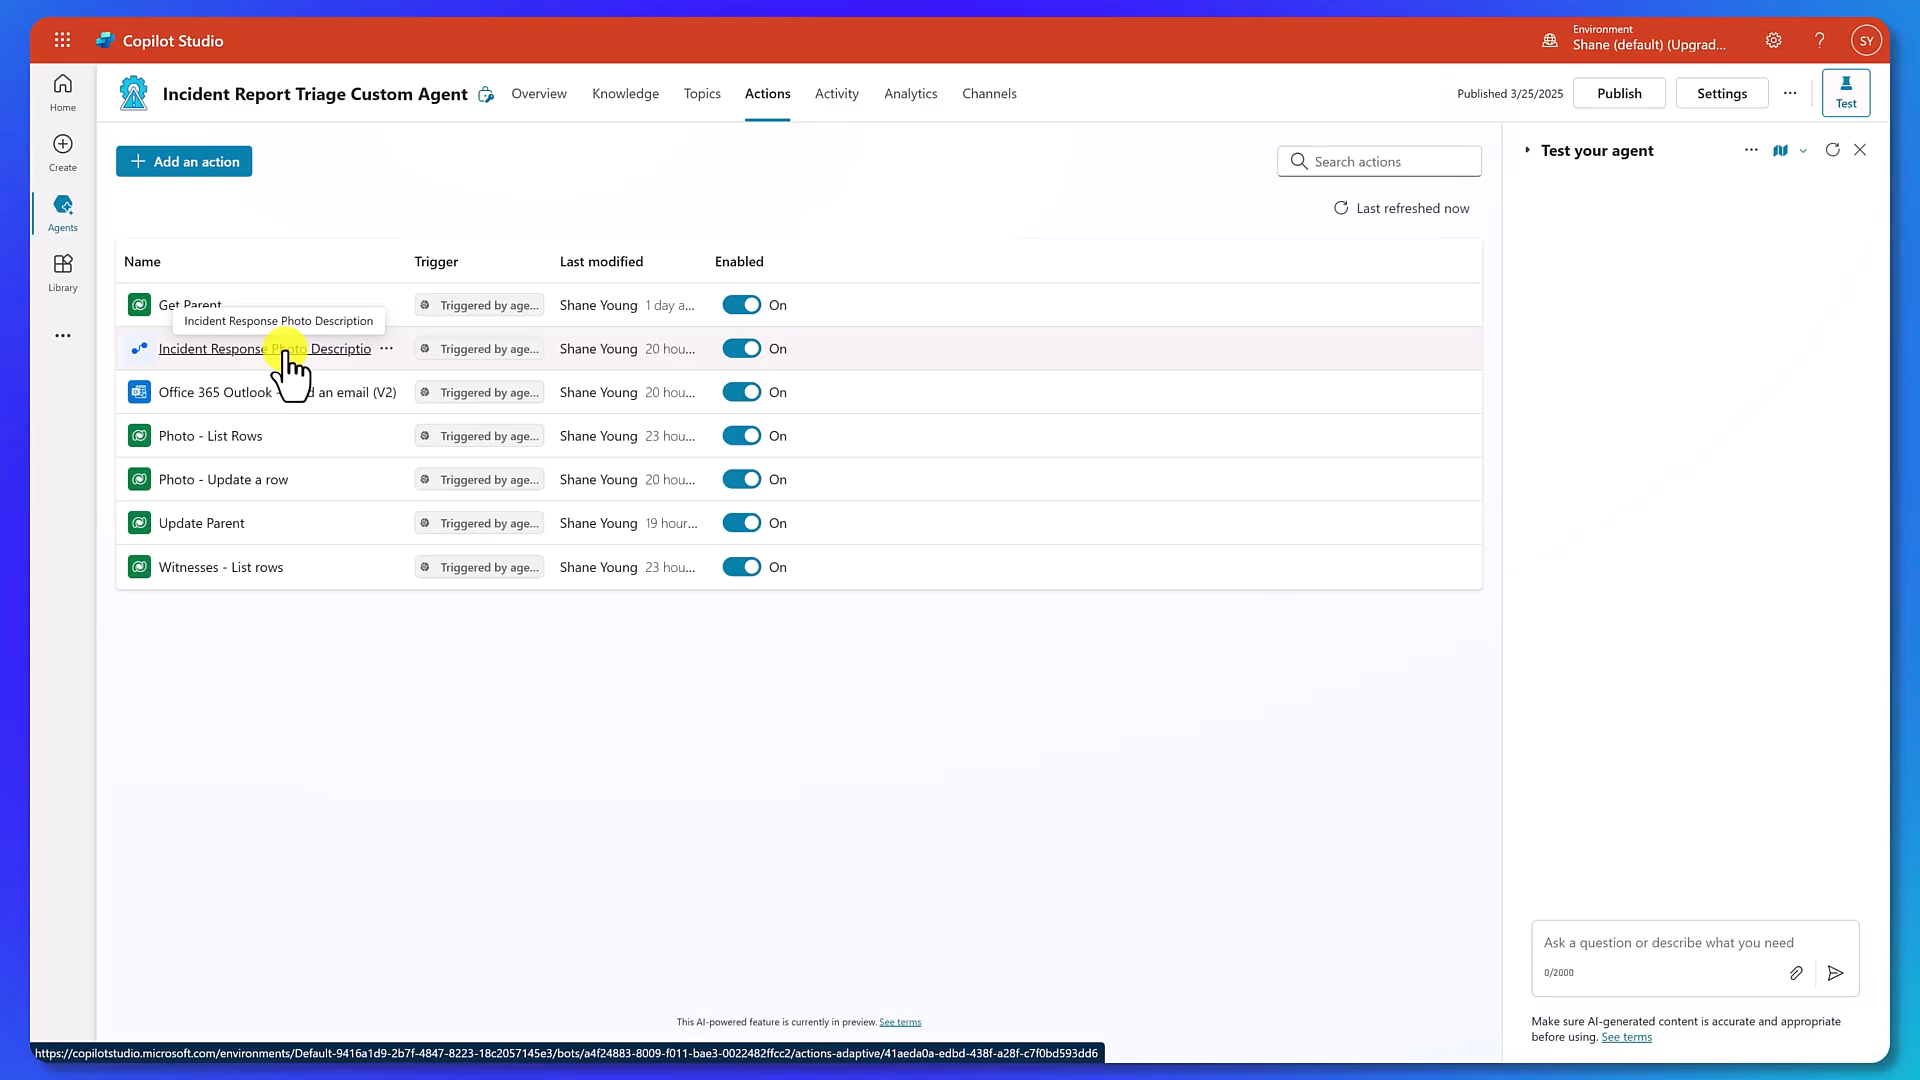 Copilot Studio
Environment
Shane (default) (Upgrad...
SY
Home
Create
Agents
Library
Incident Report Triage Custom Agent
Overview
Knowledge
Topics
Actions
Activity
Analytics
Channels
Published 3/25/2025
Publish
Settings
Test
Add an action
Search actions
Last refreshed now
Test your agent
Name Trigger Last modified Enabled
Get Parent Triggered by age... Shane Young 1 day a... On
Incident Response Photo Description
Incident Response Photo Descriptio Triggered by age... Shane Young 20 hou... On
Office 365 Outlook an email (V2) Triggered by age... Shane Young 20 hou... On
Photo - List Rows Triggered by age... Shane Young 23 hou... On
Photo - Update a row Triggered by age... Shane Young 20 hou... On
Update Parent Triggered by age... Shane Young 19 hour... On
Witnesses - List rows Triggered by age... Shane Young 23 hou... On
Ask a question or describe what you need
0/2000
Make sure AI-generated content is accurate and appropriate
before using. See terms
This AI-powered feature is currently in preview. See terms
https://copilotstudio.microsoft.com/environments/Default-9416a1d9-2b7f-4847-8223-18c2057145e3/bots/a4f24883-8009-f011-bae3-0022482ffcc2/actions-adaptive/41aeda0a-edbd-438f-a28f-c7f0bd593dd6